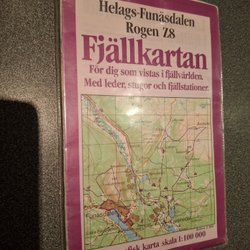 Helags-Funäsdalen
Rogen Z8
Fjällkartan
För dig som vistas i fjällvärlden.
Med leder, stugor och fjällstationer.
fisk karta skala 1:100 000